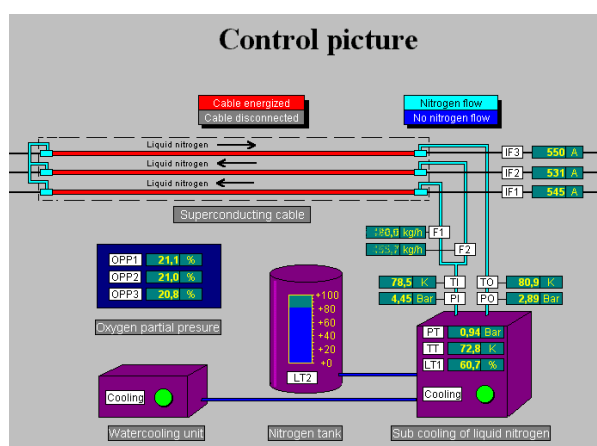 Control picture
Cable energized
Cable disconnected
Nitrogen flow
No nitrogen flow
Liquid nitrogen
IF3 550 A
Liquid nitrogen
IF2 531 A
Liquid nitrogen
IF1 545 A
Superconducting cable
kg/h F1
kg/h F2
OPP1 21,1 %
OPP2 21,0 %
OPP3 20,8 %
Oxygen partial presure
78,5 K TI TO 80,9 K
4,45 Bar PI PO 2,89 Bar
+100
+80
+60
+40
+20
+0
LT2
PT 0,94 Bar
TT 72,8 K
LT1 60,7 %
Cooling
Cooling
Watercooling unit
Nitrogen tank
Sub cooling of liquid nitrogen